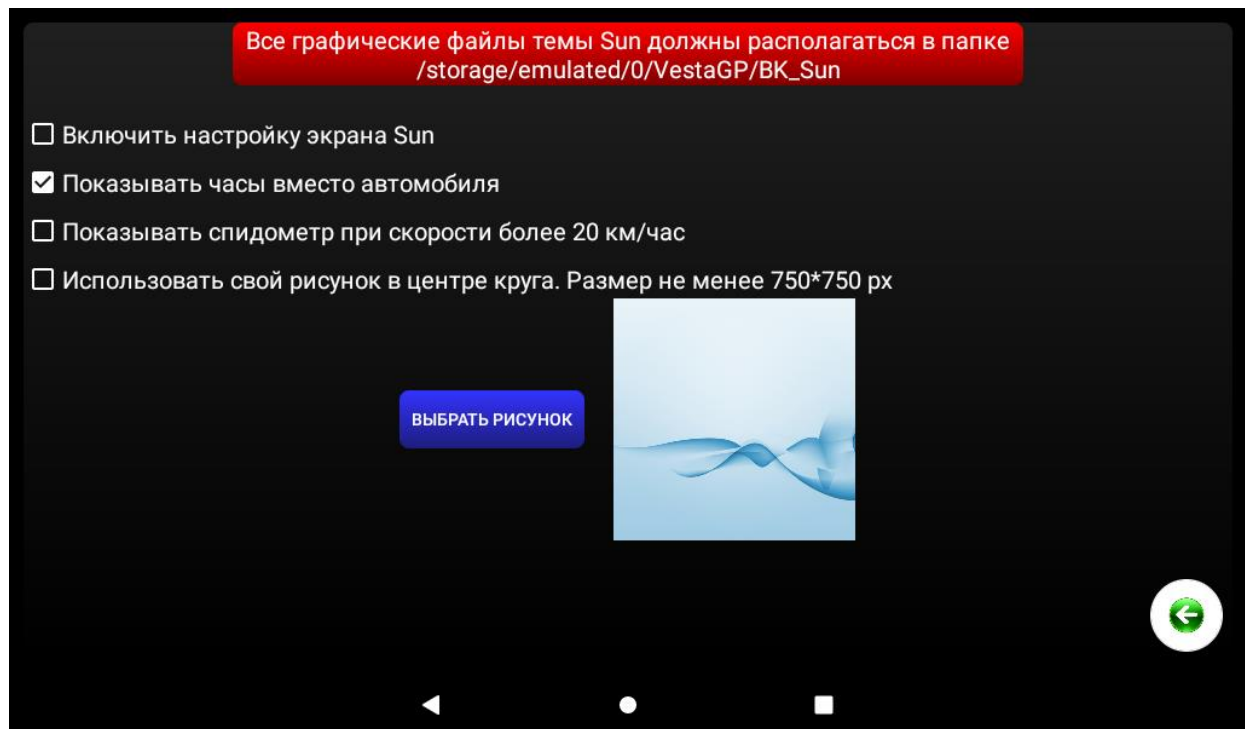 Все графические файлы темы Sun должны располагаться в папке
/storage/emulated/0/VestaGP/BK_Sun
Включить настройку экрана Sun
Показывать часы вместо автомобиля
Показывать спидометр при скорости более 20 км/час
Использовать свой рисунок в центре круга. Размер не менее 750*750 px
ВЫБРАТЬ РИСУНОК